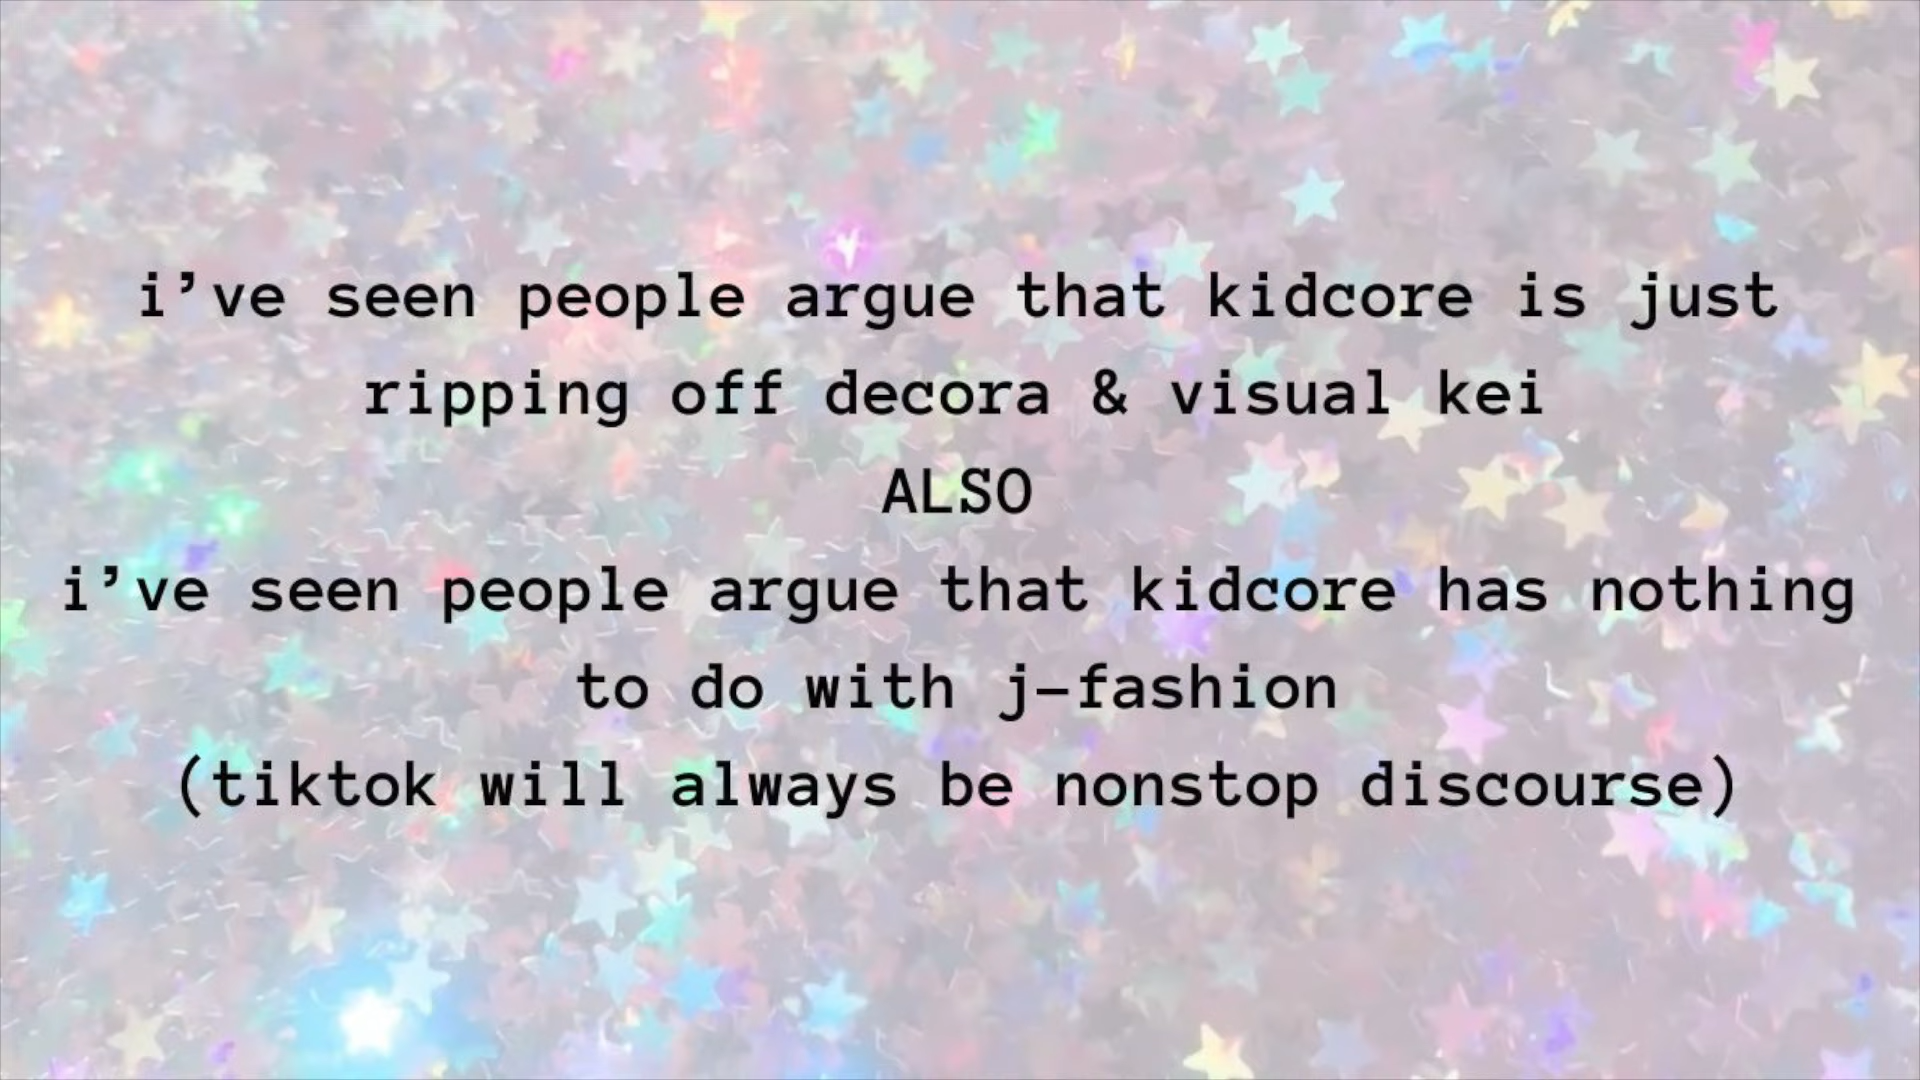 i’ve seen people argue that kidcore is just
ripping off decora & visual kei
ALSO
i’ve seen people argue that kidcore has nothing
to do with j-fashion
(tiktok will always be nonstop discourse)